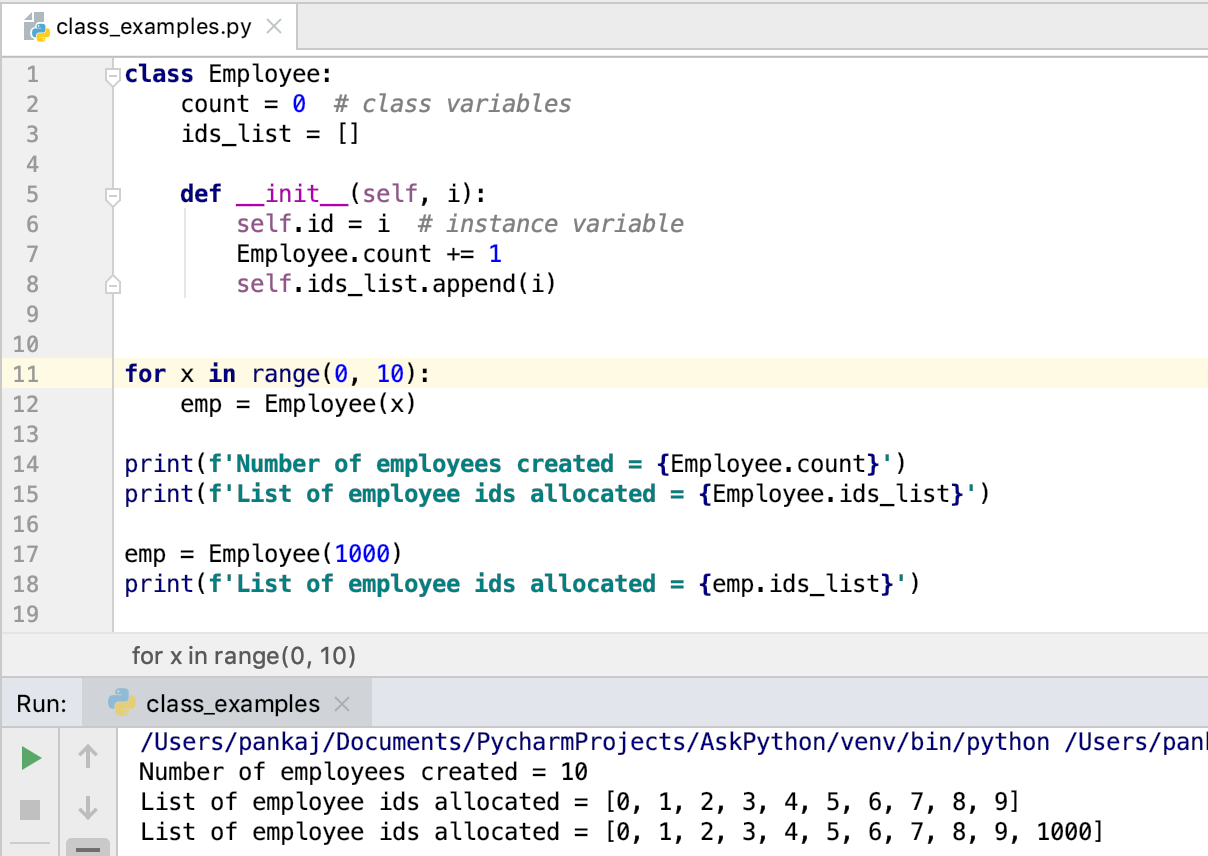 class_examples.py
1 class Employee:
2     count = 0  # class variables
3     ids_list = []
4
5     def __init__(self, i):
6         self.id = i  # instance variable
7         Employee.count += 1
8         self.ids_list.append(i)
9
10
11 for x in range(0, 10):
12     emp = Employee(x)
13
14 print(f'Number of employees created = {Employee.count}')
15 print(f'List of employee ids allocated = {Employee.ids_list}')
16
17 emp = Employee(1000)
18 print(f'List of employee ids allocated = {emp.ids_list}')
19
for x in range(0, 10)
Run: class_examples
/Users/pankaj/Documents/PycharmProjects/AskPython/venv/bin/python /Users/pan
Number of employees created = 10
List of employee ids allocated = [0, 1, 2, 3, 4, 5, 6, 7, 8, 9]
List of employee ids allocated = [0, 1, 2, 3, 4, 5, 6, 7, 8, 9, 1000]